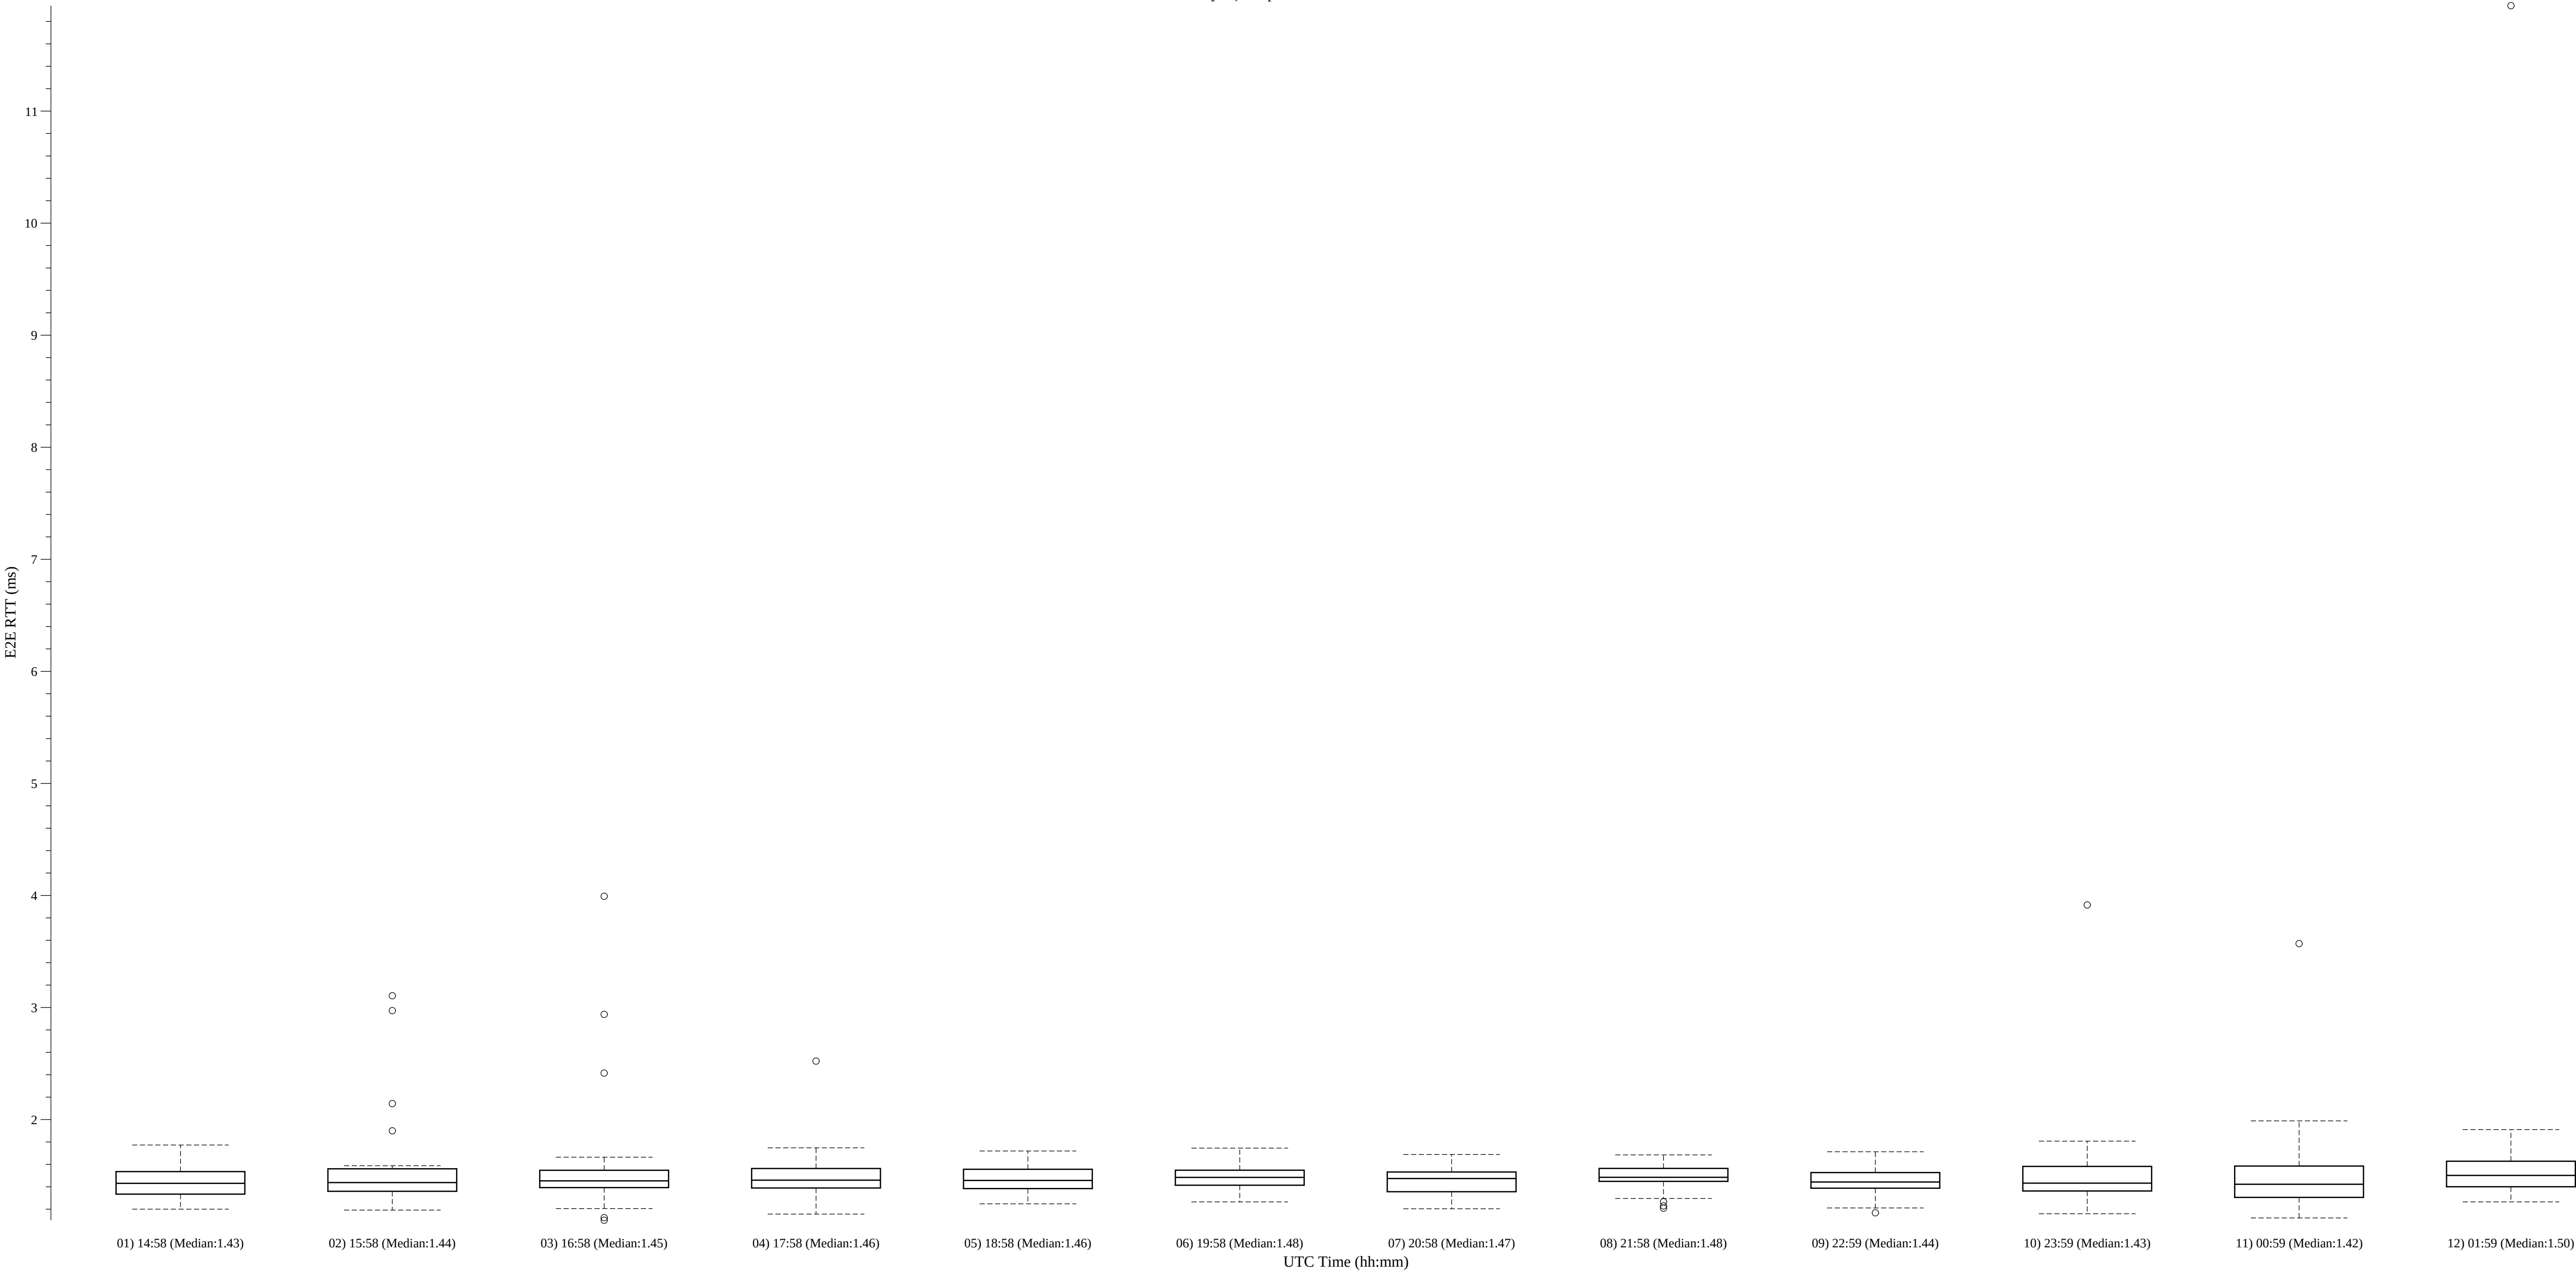 11
10
9
8
7
6
5
4
3
2
E2E RTT (ms)
01) 14:58 (Median:1.43)
02) 15:58 (Median:1.44)
03) 16:58 (Median:1.45)
04) 17:58 (Median:1.46)
05) 18:58 (Median:1.46)
06) 19:58 (Median:1.48)
07) 20:58 (Median:1.47)
08) 21:58 (Median:1.48)
09) 22:59 (Median:1.44)
10) 23:59 (Median:1.43)
11) 00:59 (Median:1.42)
12) 01:59 (Median:1.50)
UTC Time (hh:mm)